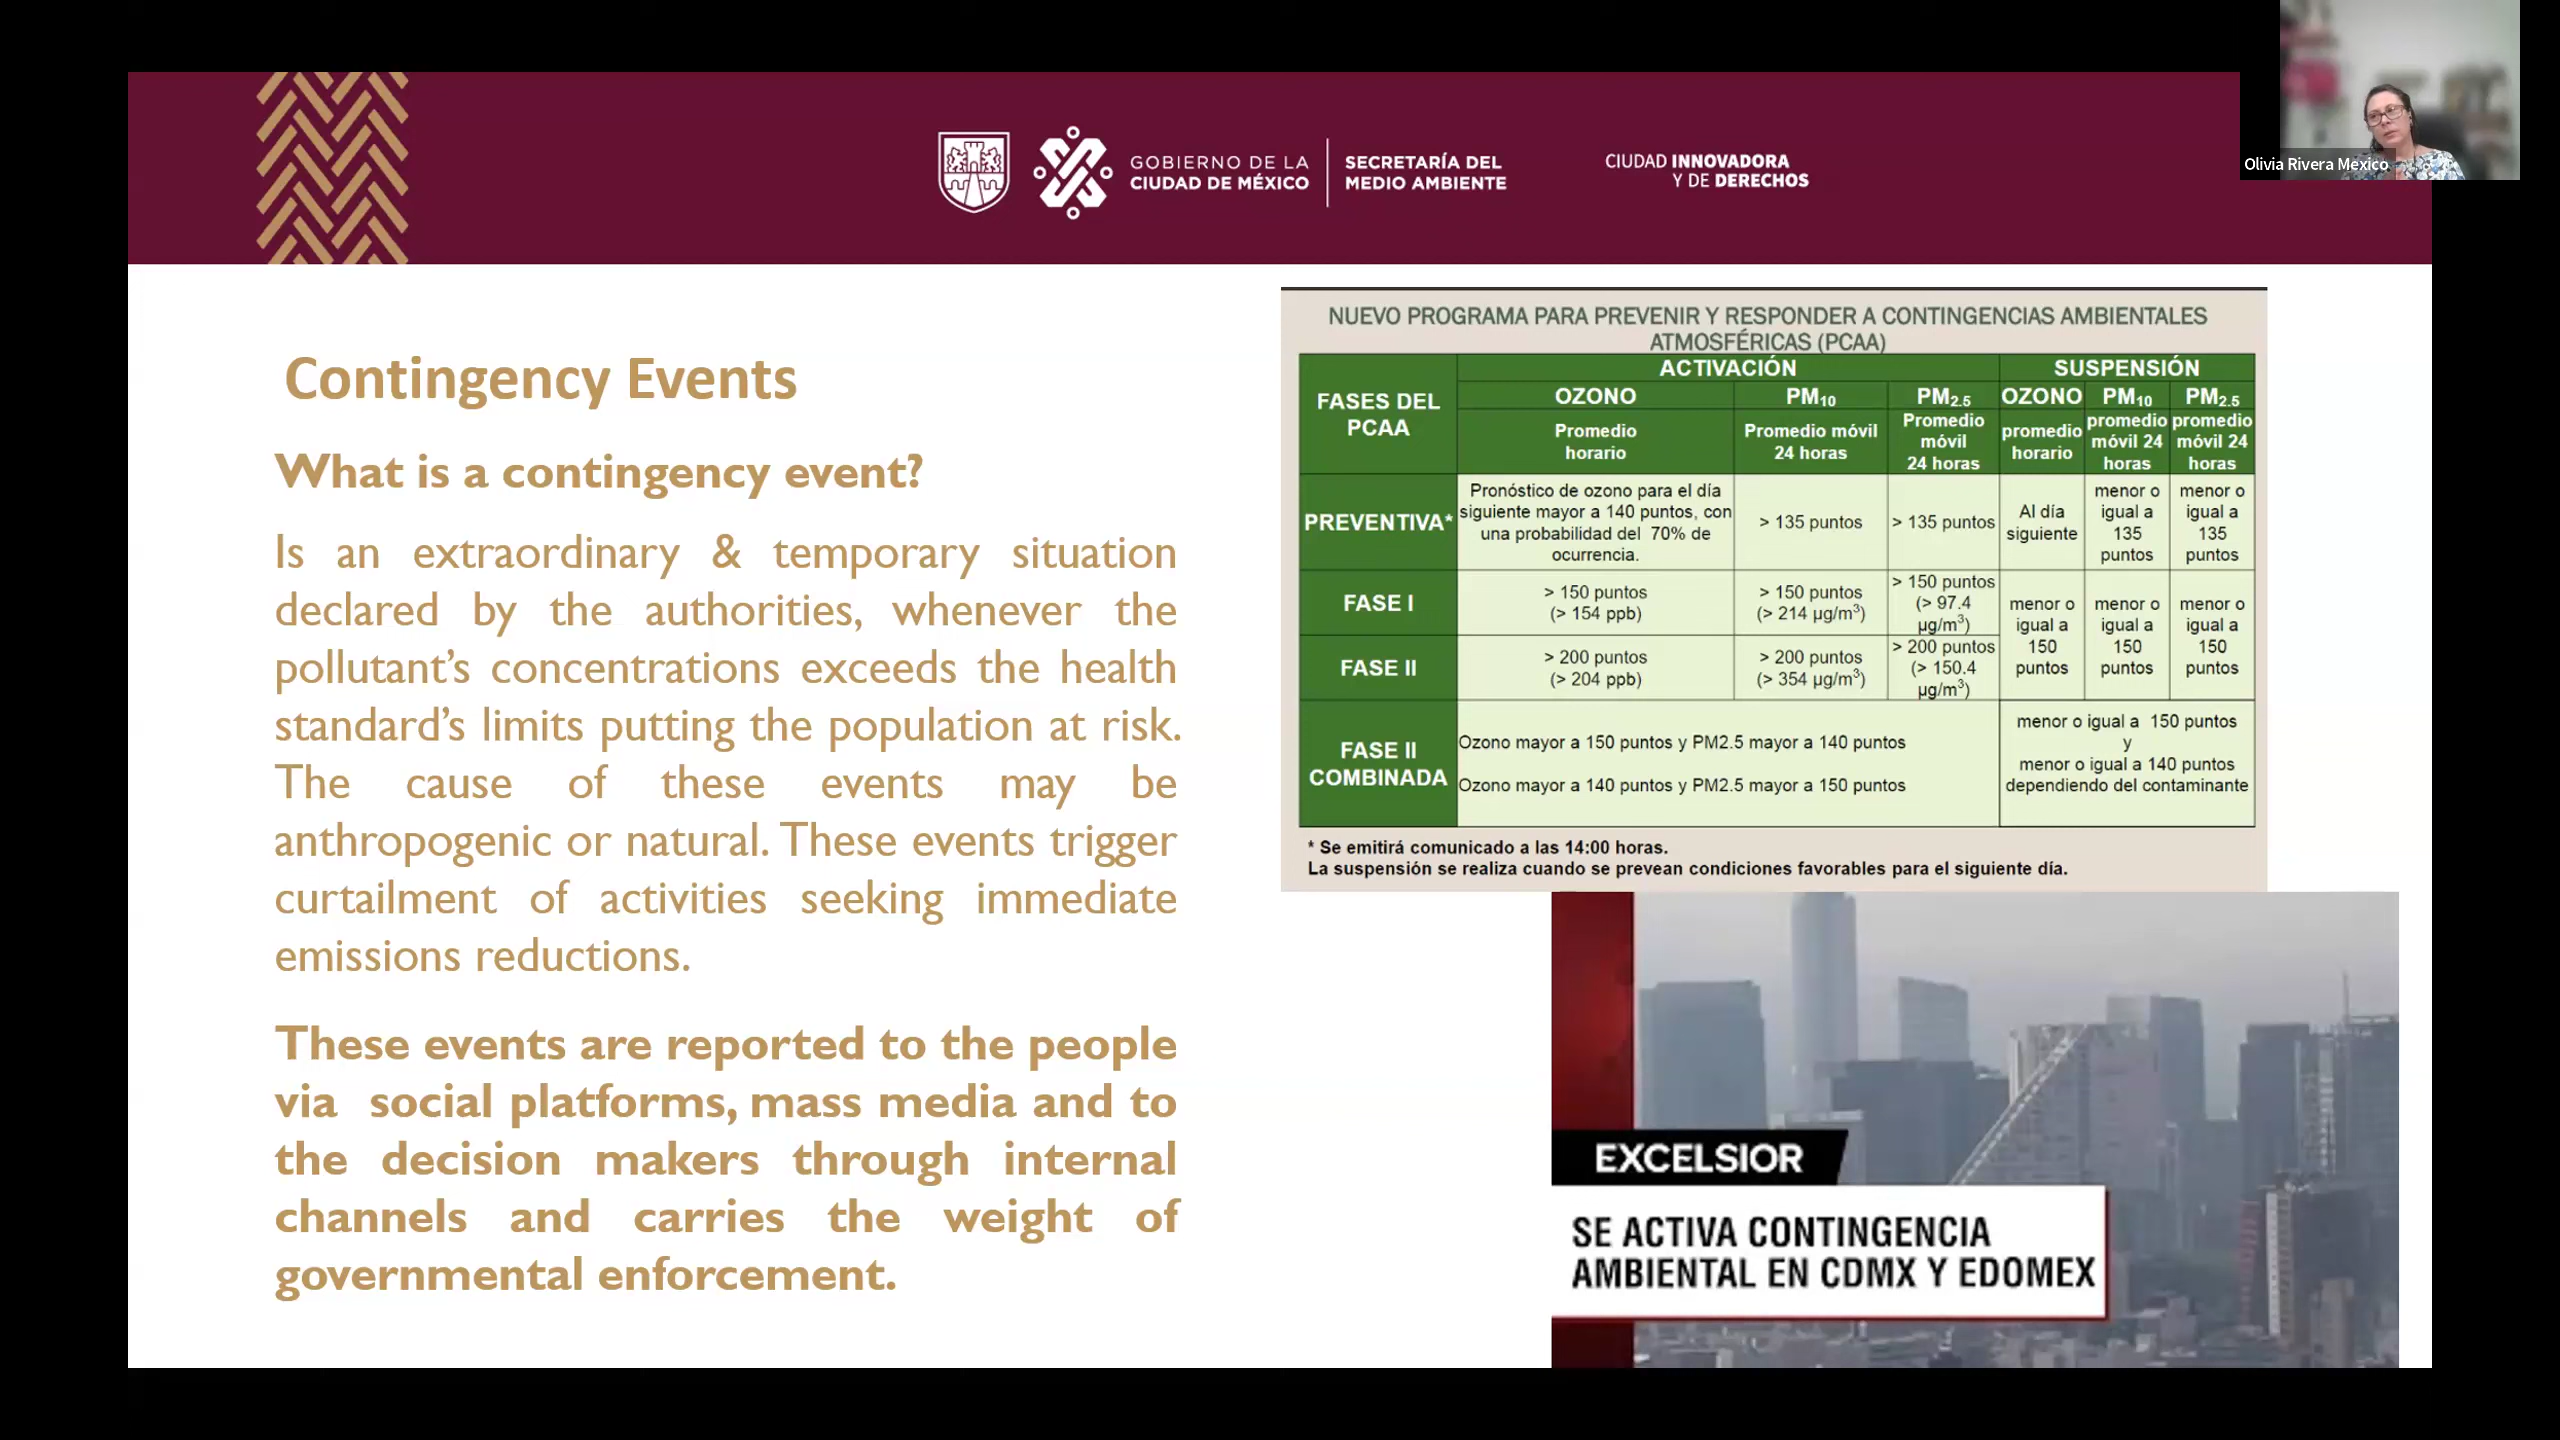 GOBIERNO DE LA
CIUDAD DE MÉXICO
SECRETARÍA DEL
MEDIO AMBIENTE
CIUDAD INNOVADORA
Y DE DERECHOS
Olivia Rivera Mexico
Contingency Events
What is a contingency event?
Is an extraordinary & temporary situation
declared by the authorities, whenever the
pollutant’s concentrations exceeds the health
standard’s limits putting the population at risk.
The cause of these events may be
anthropogenic or natural. These events trigger
curtailment of activities seeking immediate
emissions reductions.
These events are reported to the people
via social platforms, mass media and to
the decision makers through internal
channels and carries the weight of
governmental enforcement.
NUEVO PROGRAMA PARA PREVENIR Y RESPONDER A CONTINGENCIAS AMBIENTALES
ATMOSFÉRICAS (PCAA)
FASES DEL
PCAA
ACTIVACIÓN
SUSPENSIÓN
OZONO
PM10
PM2.5
OZONO
PM10
PM2.5
Promedio
horario
Promedio móvil
24 horas
Promedio
móvil
24 horas
promedio
horario
promedio
móvil 24
horas
promedio
móvil 24
horas
PREVENTIVA*
Pronóstico de ozono para el día
siguiente mayor a 140 puntos, con
una probabilidad del 70% de
ocurrencia.
> 135 puntos
> 135 puntos
Al día
siguiente
menor o
igual a
135
puntos
menor o
igual a
135
puntos
FASE I
> 150 puntos
(> 154 ppb)
> 150 puntos
(> 214 µg/m³)
> 150 puntos
(> 97.4
µg/m³)
menor o
igual a
150
puntos
menor o
igual a
150
puntos
menor o
igual a
150
puntos
FASE II
> 200 puntos
(> 204 ppb)
> 200 puntos
(> 354 µg/m³)
> 200 puntos
(> 150.4
µg/m³)
FASE II
COMBINADA
Ozono mayor a 150 puntos y PM2.5 mayor a 140 puntos
Ozono mayor a 140 puntos y PM2.5 mayor a 150 puntos
menor o igual a 150 puntos
y
menor o igual a 140 puntos
dependiendo del contaminante
* Se emitirá comunicado a las 14:00 horas.
La suspensión se realiza cuando se prevean condiciones favorables para el siguiente día.
EXCELSIOR
SE ACTIVA CONTINGENCIA
AMBIENTAL EN CDMX Y EDOMEX